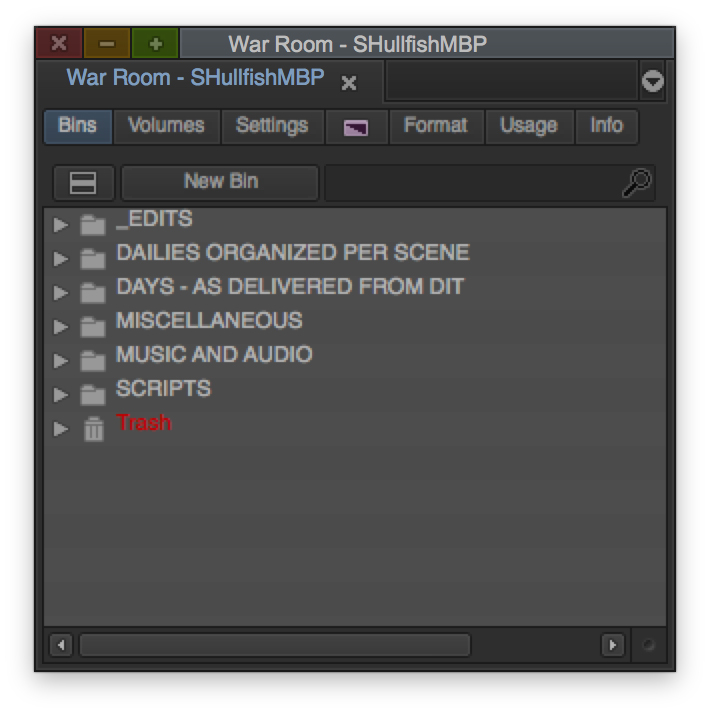 War Room - SHullfishMBP
War Room - SHullfishMBP
Bins Volumes Settings Format Usage Info
New Bin
_EDITS
DAILIES ORGANIZED PER SCENE
DAYS - AS DELIVERED FROM DIT
MISCELLANEOUS
MUSIC AND AUDIO
SCRIPTS
Trash